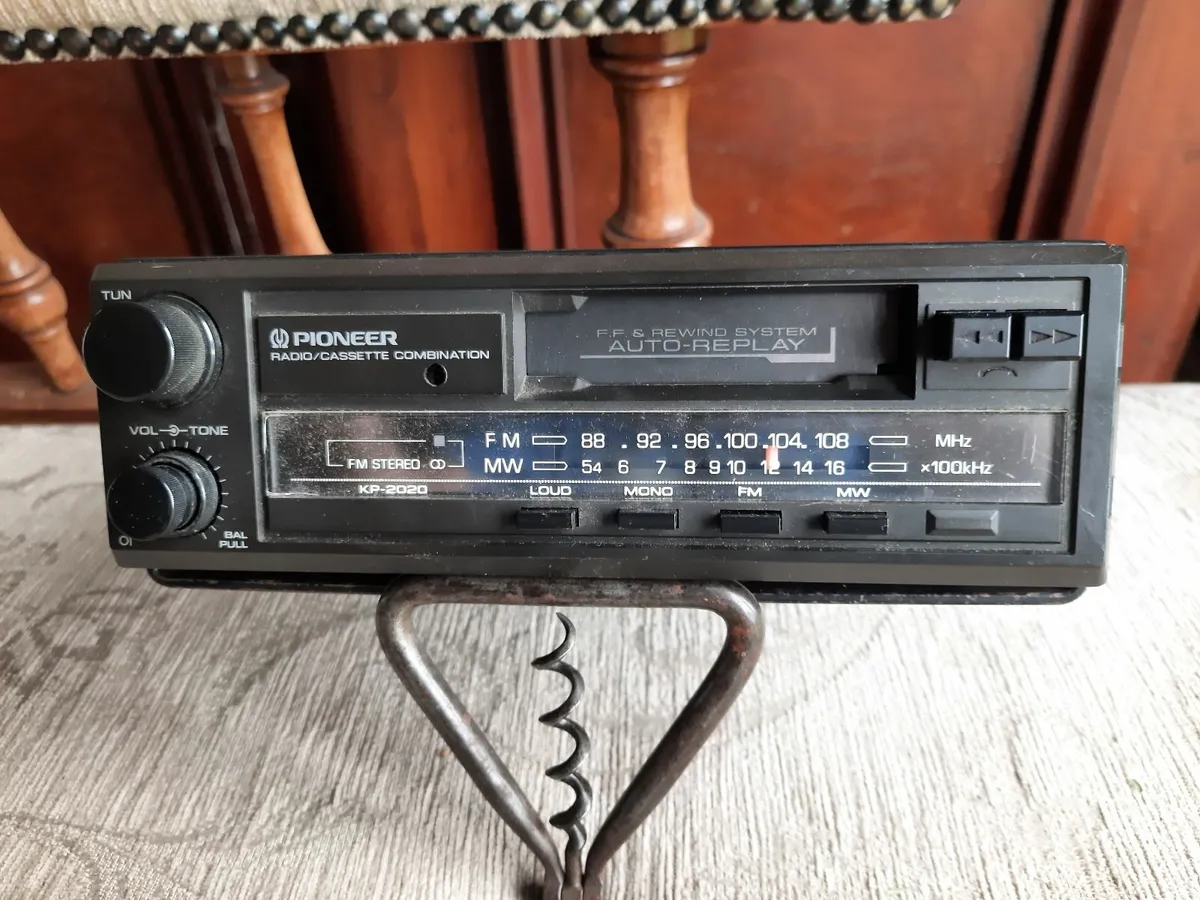 TUN
PIONEER
RADIO/CASSETTE COMBINATION
F.F. & REWIND SYSTEM
AUTO-REPLAY
VOL TONE
BAL
PULL
FM 88 . 92 . 96 . 100 . 104 . 108 MHz
MW 54 6 7 8 9 10 12 14 16 ×100kHz
FM STEREO
KP-2020
LOUD MONO FM MW